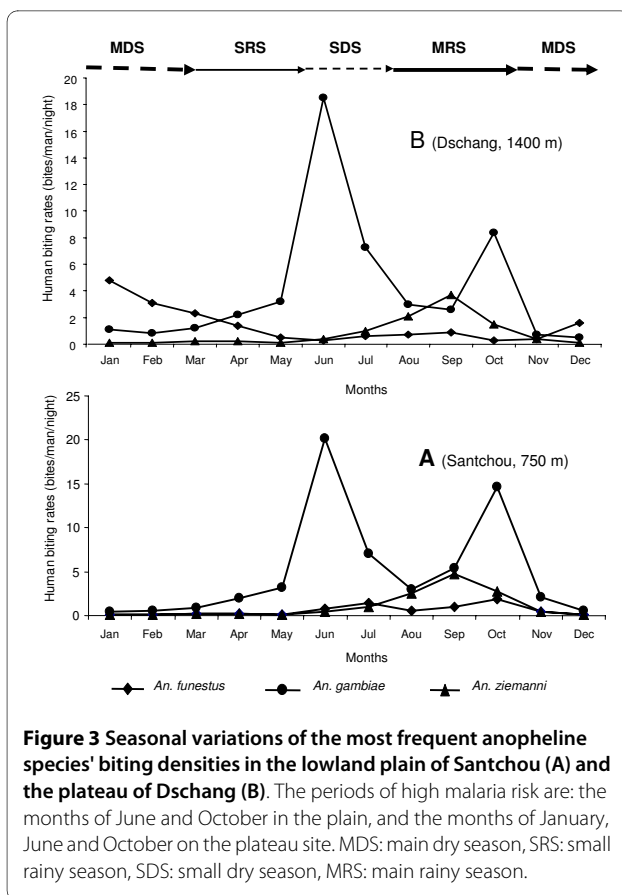 MDS SRS SDS MRS MDS
Human biting rates (bites/man/night)
20
18
16
14
12
10
8
6
4
2
0
B (Dschang, 1400 m)
Jan Feb Mar Apr May Jun Jul Aou Sep Oct Nov Dec
Months
Human biting rates (bites/man/night)
25
20
15
10
5
0
A (Santchou, 750 m)
Jan Feb Mar Apr May Jun Jul Aou Sep Oct Nov Dec
Months
An. funestus An. gambiae An. ziemanni
Figure 3 Seasonal variations of the most frequent anopheline
species' biting densities in the lowland plain of Santchou (A) and
the plateau of Dschang (B). The periods of high malaria risk are: the
months of June and October in the plain, and the months of January,
June and October on the plateau site. MDS: main dry season, SRS: small
rainy season, SDS: small dry season, MRS: main rainy season.